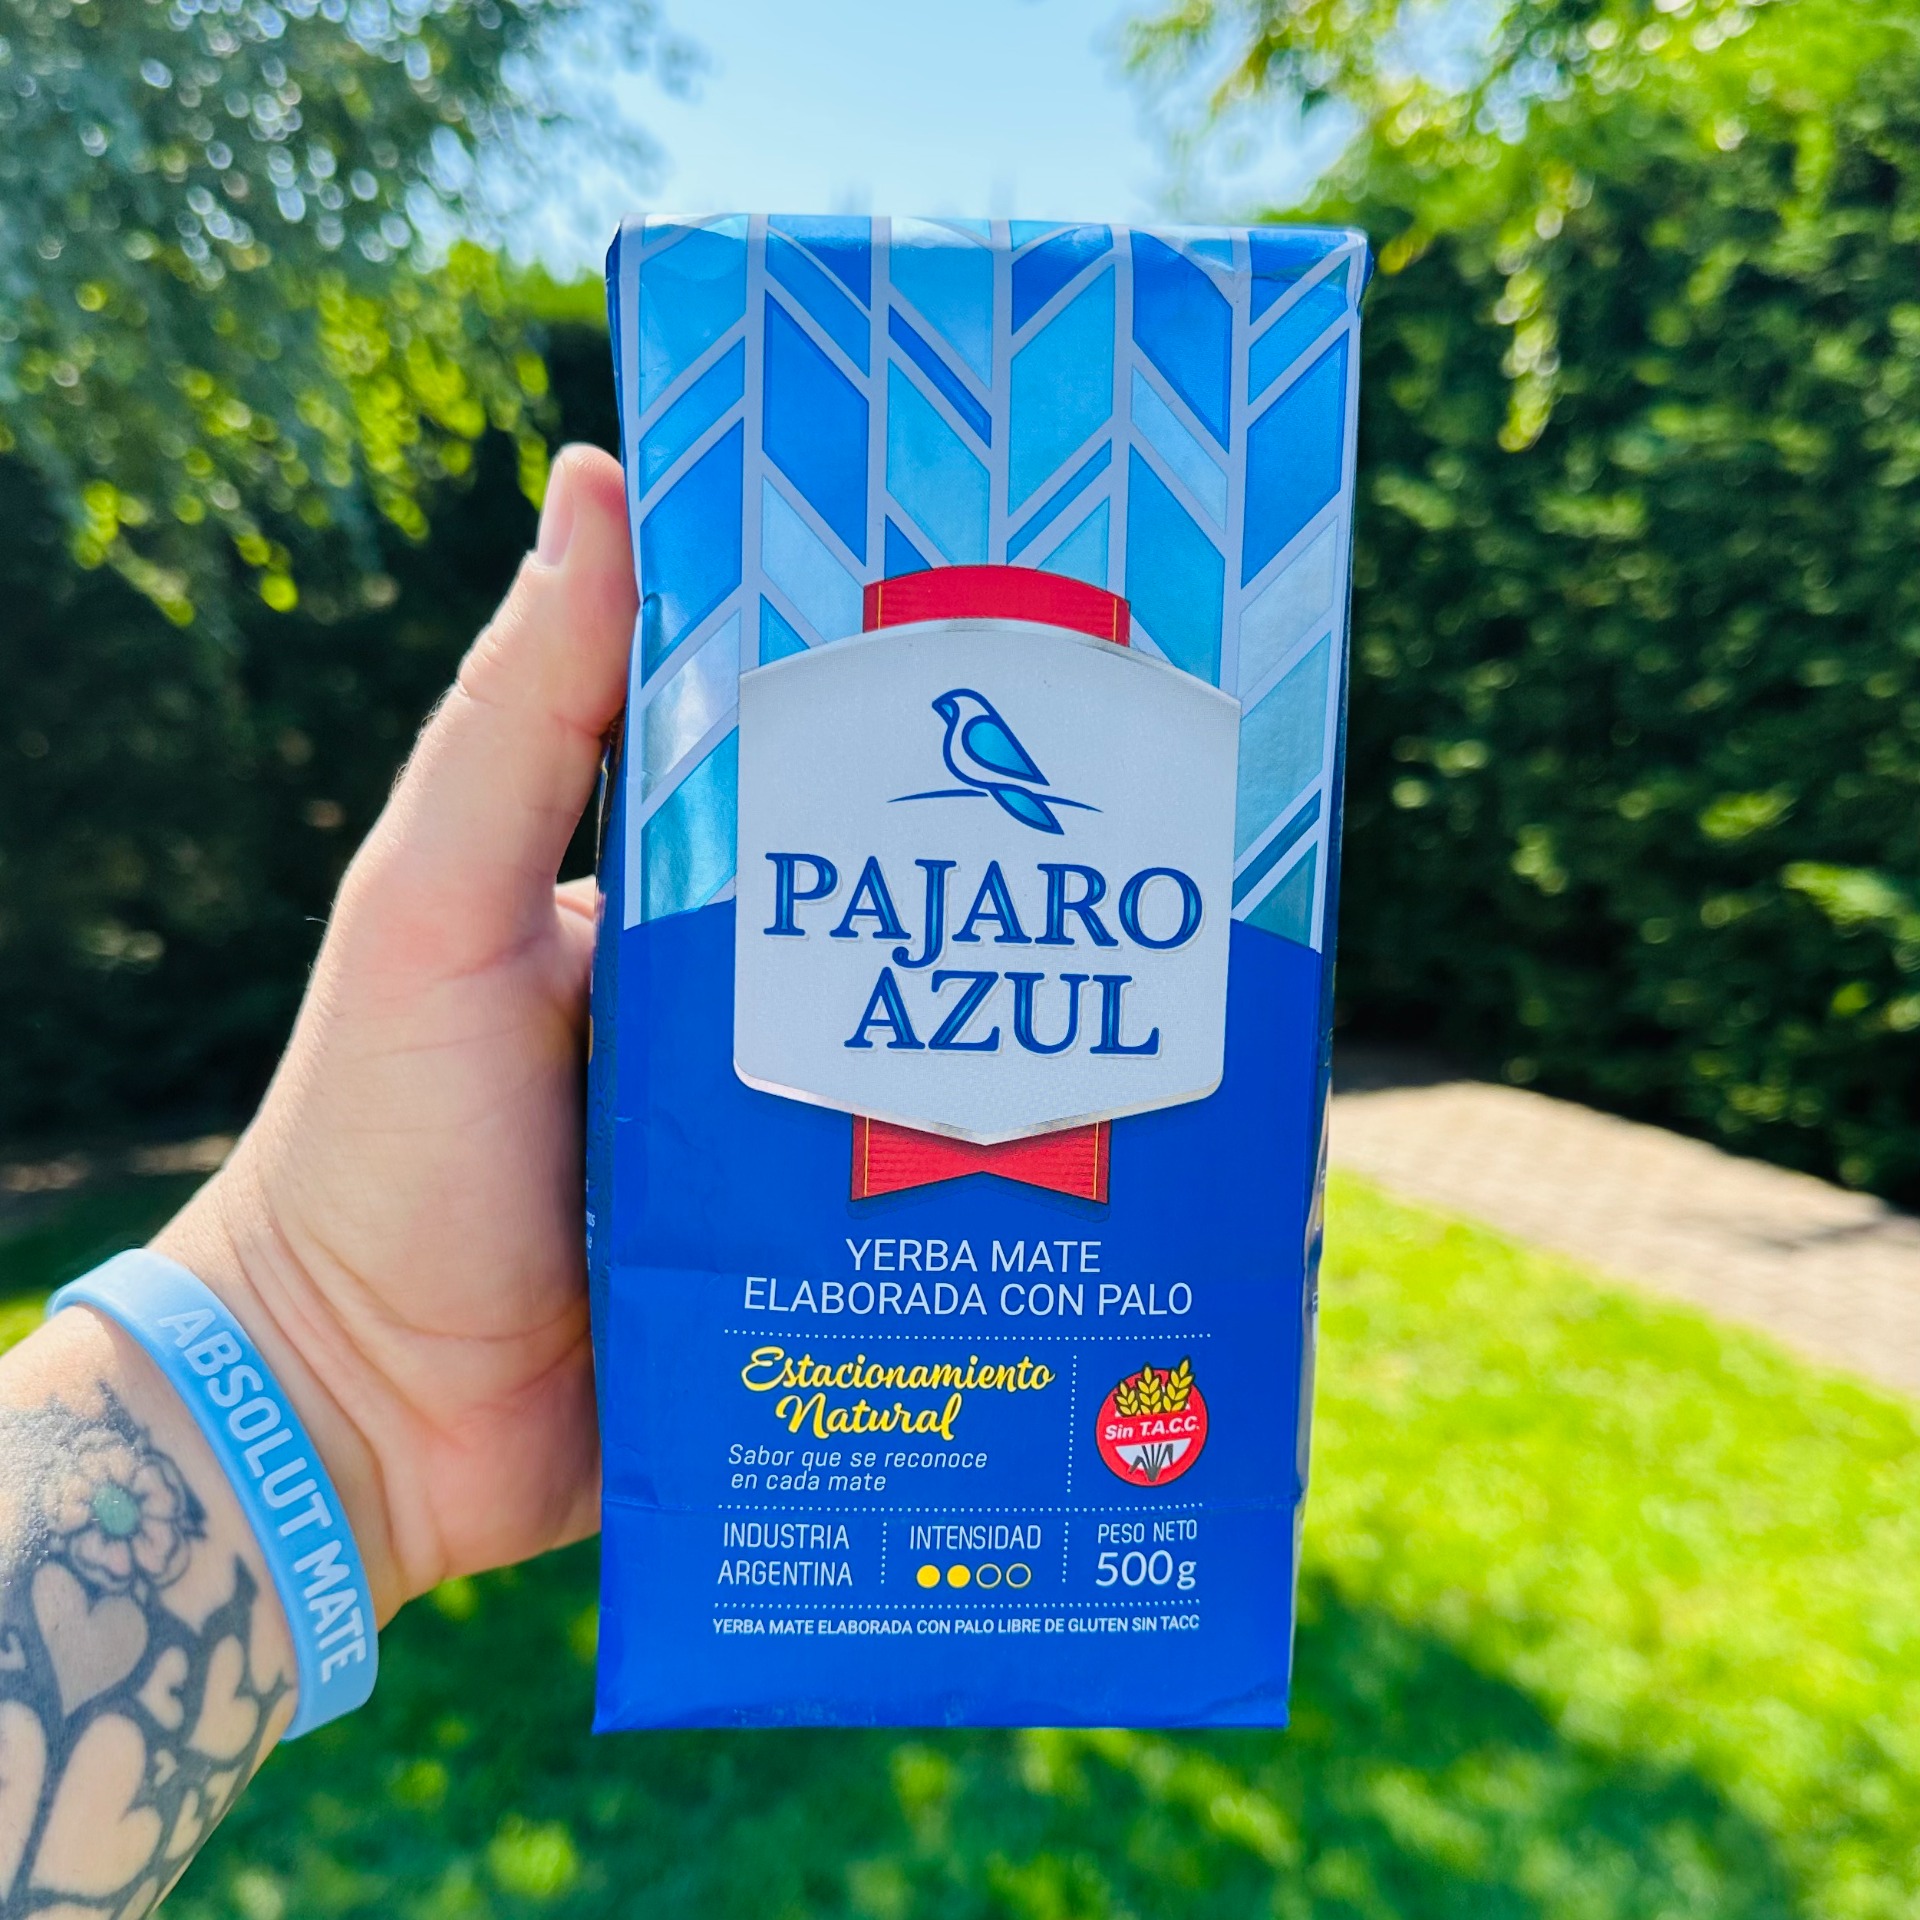 PAJARO
AZUL
YERBA MATE
ELABORADA CON PALO
Estacionamiento
Natural
Sabor que se reconoce
en cada mate
Sin T.A.C.C.
INDUSTRIA
ARGENTINA
INTENSIDAD
PESO NETO
500g
YERBA MATE ELABORADA CON PALO LIBRE DE GLUTEN SIN TACC
ABSOLUT MATE